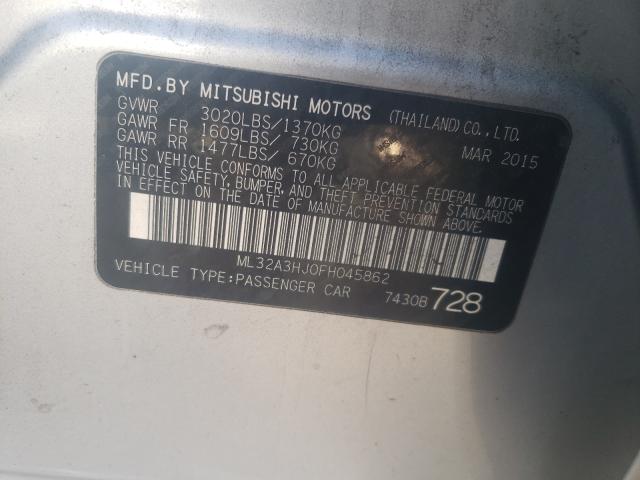 MFD.BY MITSUBISHI MOTORS (THAILAND)CO.,LTD.
GVWR 3020LBS/1370KG MAR 2015
GAWR FR 1609LBS/ 730KG
GAWR RR 1477LBS/ 670KG
THIS VEHICLE CONFORMS TO ALL APPLICABLE FEDERAL MOTOR
VEHICLE SAFETY, BUMPER, AND THEFT PREVENTION STANDARDS
IN EFFECT ON THE DATE OF MANUFACTURE SHOWN ABOVE.
ML32A3HJ0FH045862
VEHICLE TYPE:PASSENGER CAR 7430B 728